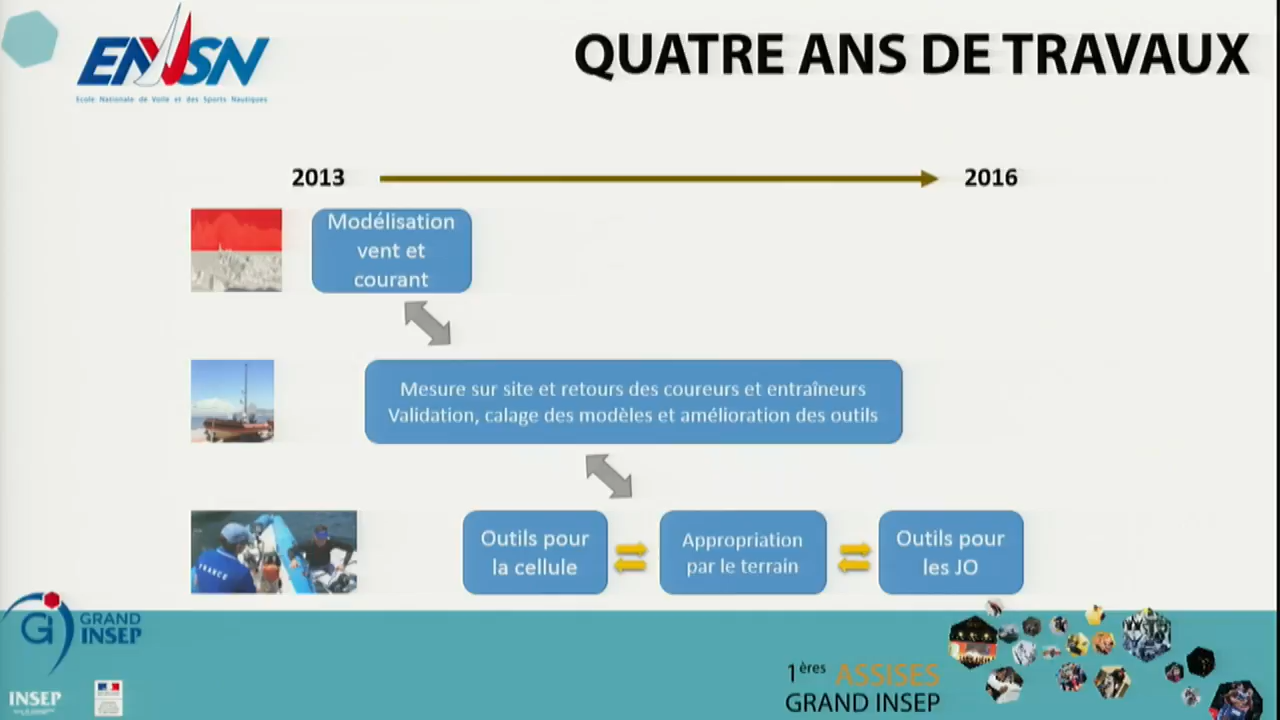 ENVSN
Ecole Nationale de Voile et des Sports Nautiques
QUATRE ANS DE TRAVAUX
2013
2016
Modélisation
vent et
courant
Mesure sur site et retours des coureurs et entraîneurs
Validation, calage des modèles et amélioration des outils
Outils pour
la cellule
Appropriation
par le terrain
Outils pour
les JO
FRANCE
GRAND
INSEP
INSEP
1ères ASSISES
GRAND INSEP